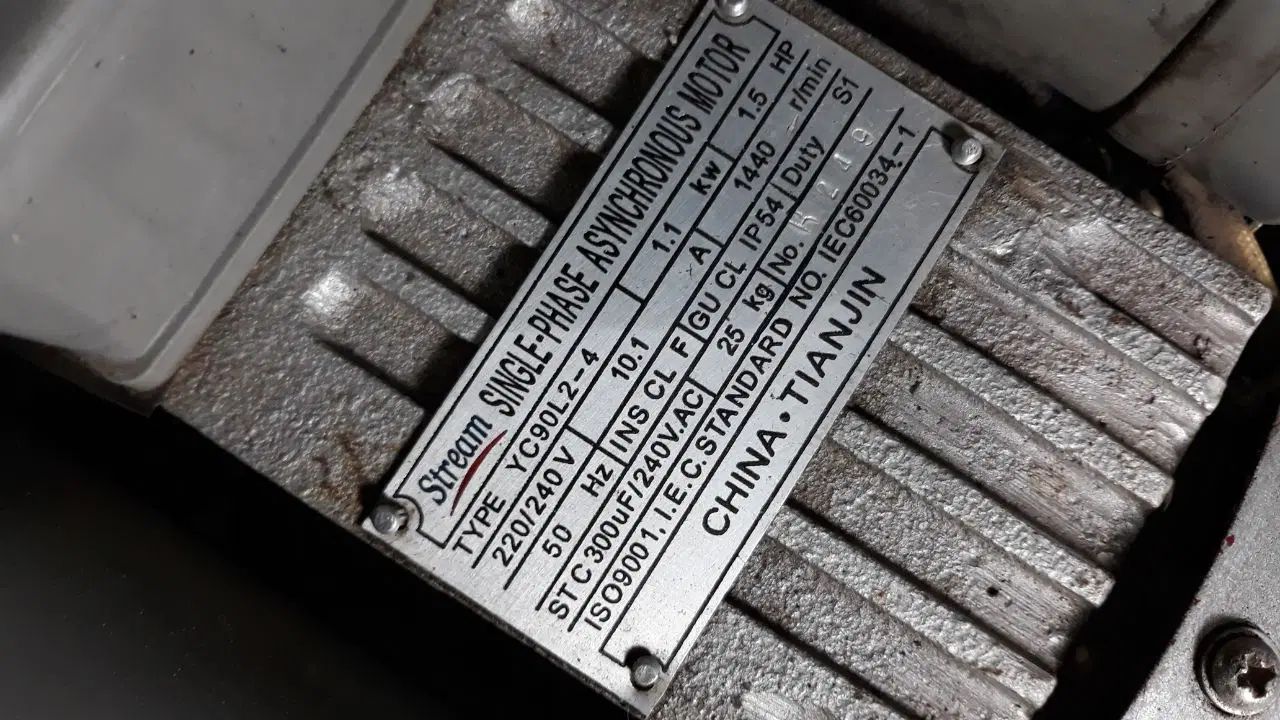 Stream SINGLE-PHASE ASYNCHRONOUS MOTOR
TYPE YC90L2-4 1.1 kw 1.5 HP
220/240 V 10.1 A 1440 r/min
50 Hz INS CL F GU CL IP54 Duty S1
ST C 300uF/240V.AC 25 kg No.
ISO9001.I.E.C.STANDARD NO. IEC60034-1
CHINA·TIANJIN